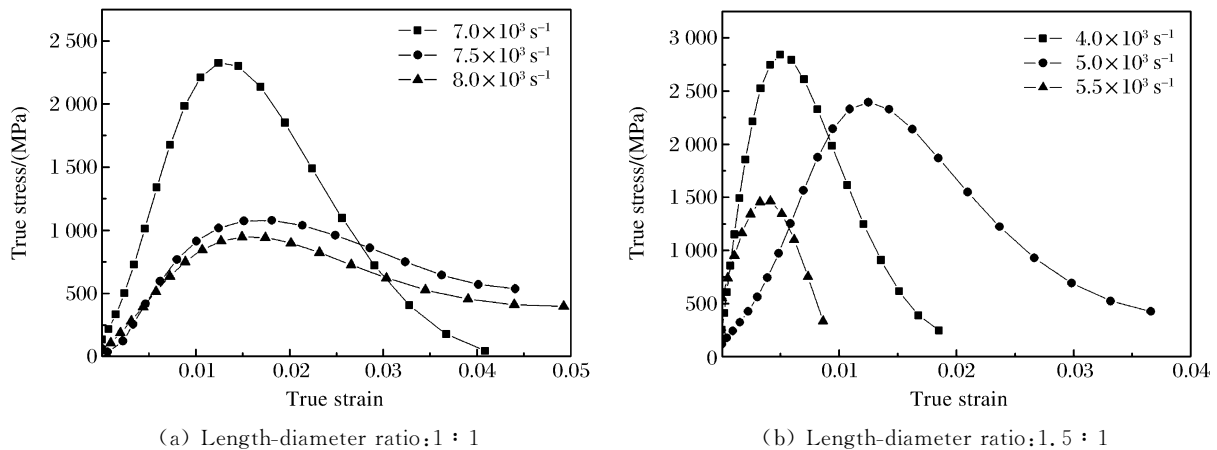 True stress/(MPa)
2 500
2 000
1 500
1 000
500
0
7.0×10³ s⁻¹
7.5×10³ s⁻¹
8.0×10³ s⁻¹
0.01
0.02
0.03
0.04
0.05
True strain
(a) Length-diameter ratio:1∶1
True stress/(MPa)
3 000
2 500
2 000
1 500
1 000
500
0
4.0×10³ s⁻¹
5.0×10³ s⁻¹
5.5×10³ s⁻¹
0.01
0.02
0.03
0.04
True strain
(b) Length-diameter ratio:1.5∶1